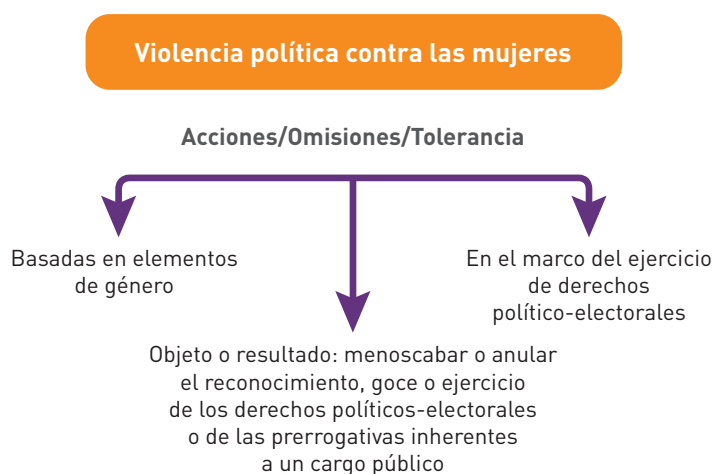 Violencia política contra las mujeres
Acciones/Omisiones/Tolerancia
Basadas en elementos
de género
En el marco del ejercicio
de derechos
político-electorales
Objeto o resultado: menoscabar o anular
el reconocimiento, goce o ejercicio
de los derechos políticos-electorales
o de las prerrogativas inherentes
a un cargo público